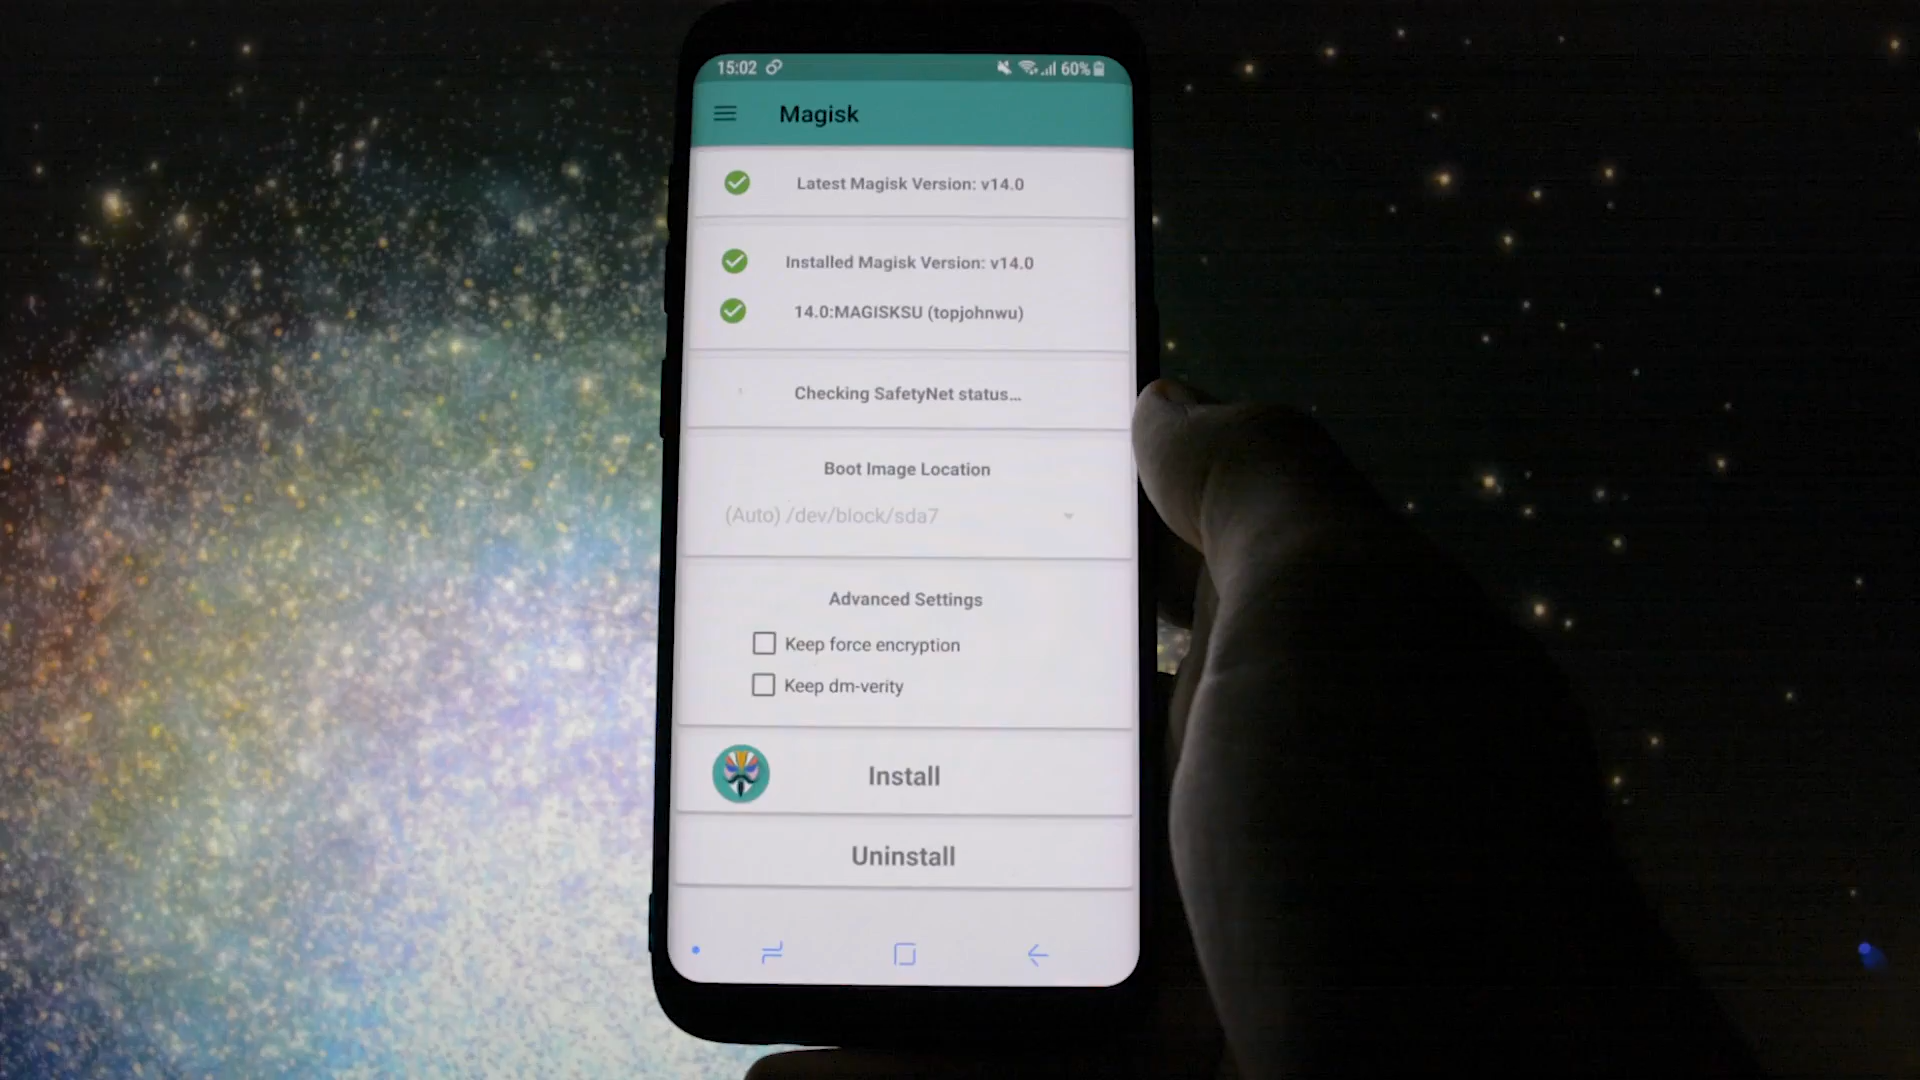 15:02 60%
Magisk
Latest Magisk Version: v14.0
Installed Magisk Version: v14.0
14.0:MAGISKSU (topjohnwu)
Checking SafetyNet status...
Boot Image Location
(Auto) /dev/block/sda7
Advanced Settings
Keep force encryption
Keep dm-verity
Install
Uninstall